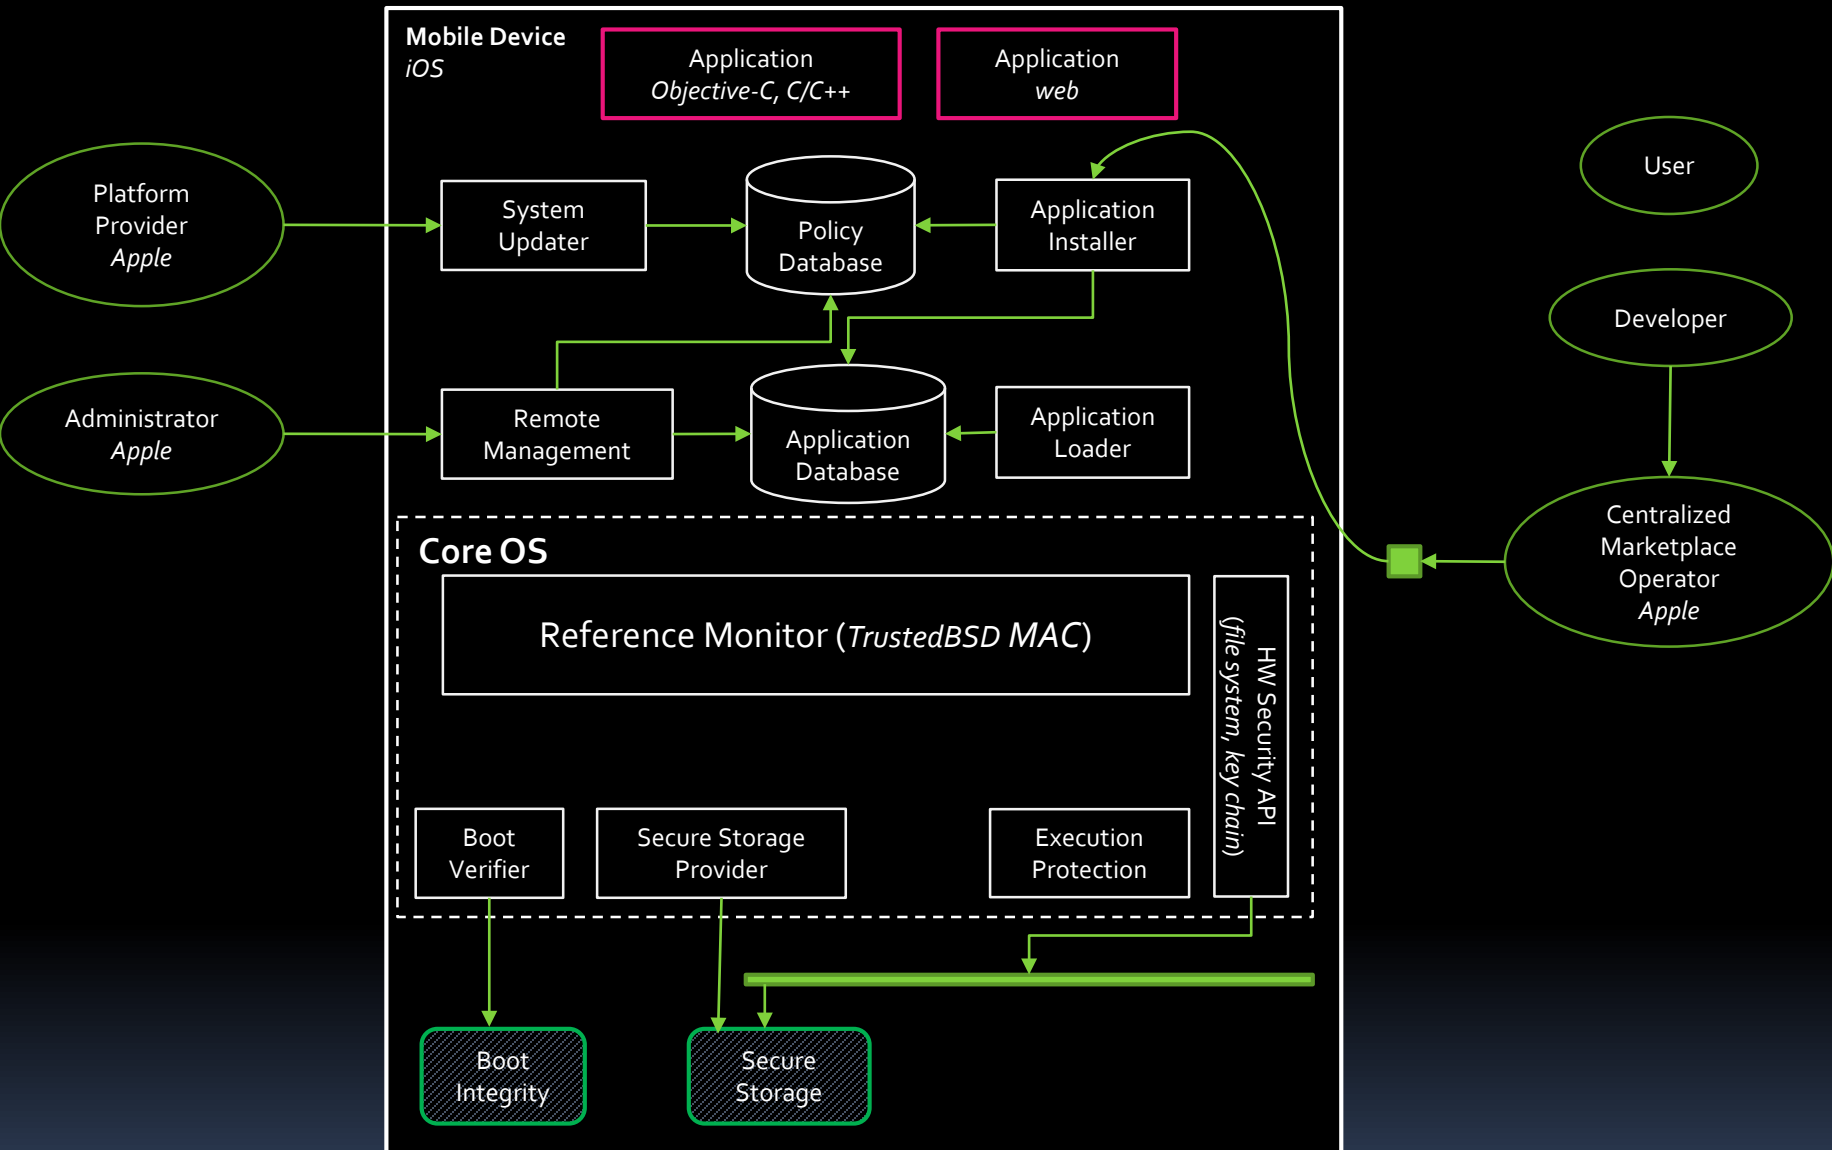 Mobile Device
iOS
Application
Objective-C, C/C++
Application
web
Platform
Provider
Apple
System
Updater
Policy
Database
Application
Installer
User
Developer
Administrator
Apple
Remote
Management
Application
Database
Application
Loader
Centralized
Marketplace
Operator
Apple
Core OS
Reference Monitor (TrustedBSD MAC)
HW Security API
(file system, key chain)
Boot
Verifier
Secure Storage
Provider
Execution
Protection
Boot
Integrity
Secure
Storage